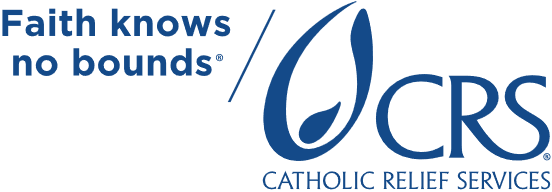 Faith knows
no bounds®
CRS®
CATHOLIC RELIEF SERVICES